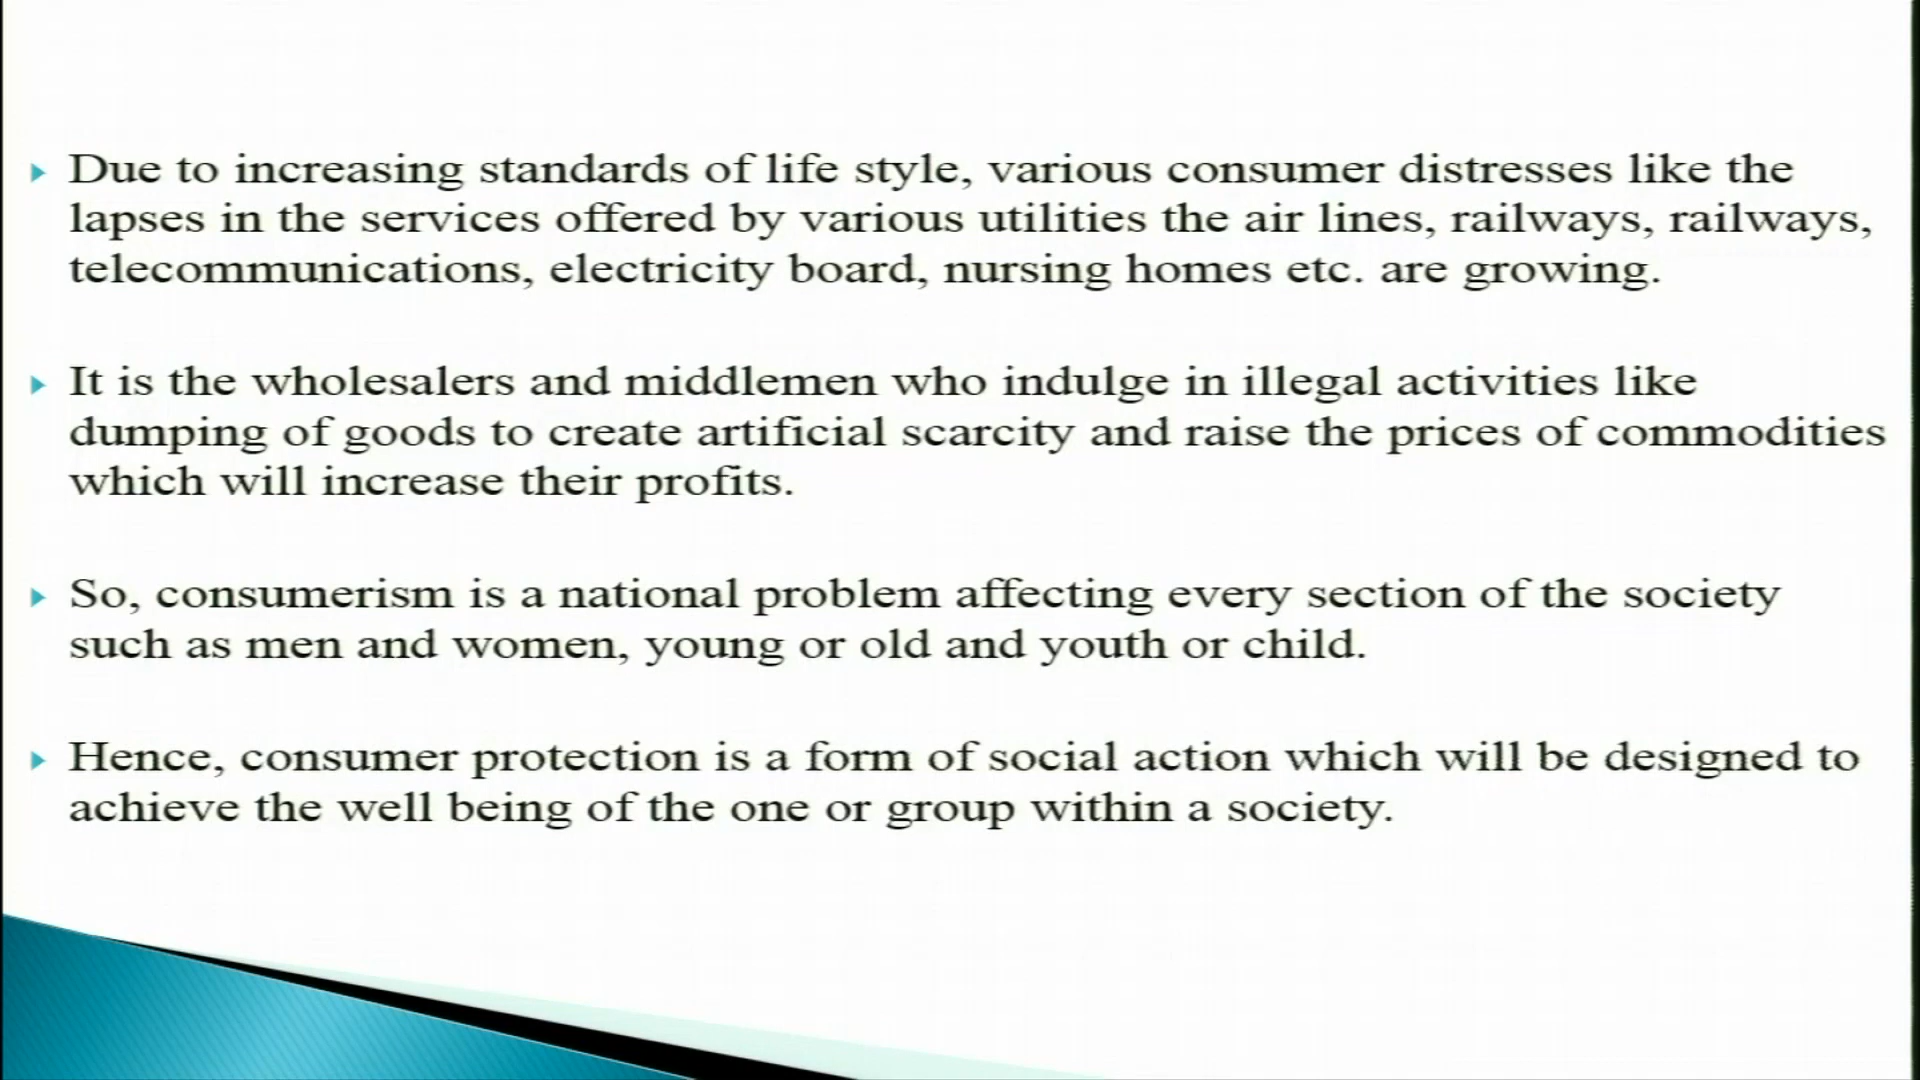 Due to increasing standards of life style, various consumer distresses like the
lapses in the services offered by various utilities the air lines, railways, railways,
telecommunications, electricity board, nursing homes etc. are growing.
It is the wholesalers and middlemen who indulge in illegal activities like
dumping of goods to create artificial scarcity and raise the prices of commodities
which will increase their profits.
So, consumerism is a national problem affecting every section of the society
such as men and women, young or old and youth or child.
Hence, consumer protection is a form of social action which will be designed to
achieve the well being of the one or group within a society.